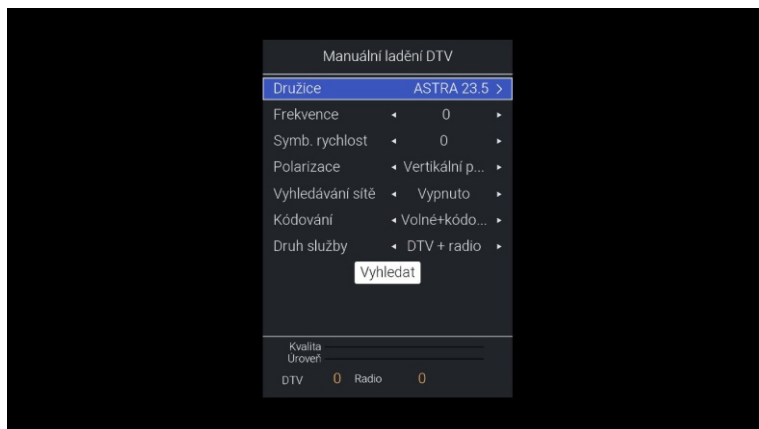 Manuální ladění DTV
Družice ASTRA 23.5 >
Frekvence ◂ 0 ▸
Symb. rychlost ◂ 0 ▸
Polarizace ◂ Vertikální p... ▸
Vyhledávání sítě ◂ Vypnuto ▸
Kódování ◂ Volné+kódo... ▸
Druh služby ◂ DTV + radio ▸
Vyhledat
Kvalita
Úroveň
DTV 0 Radio 0